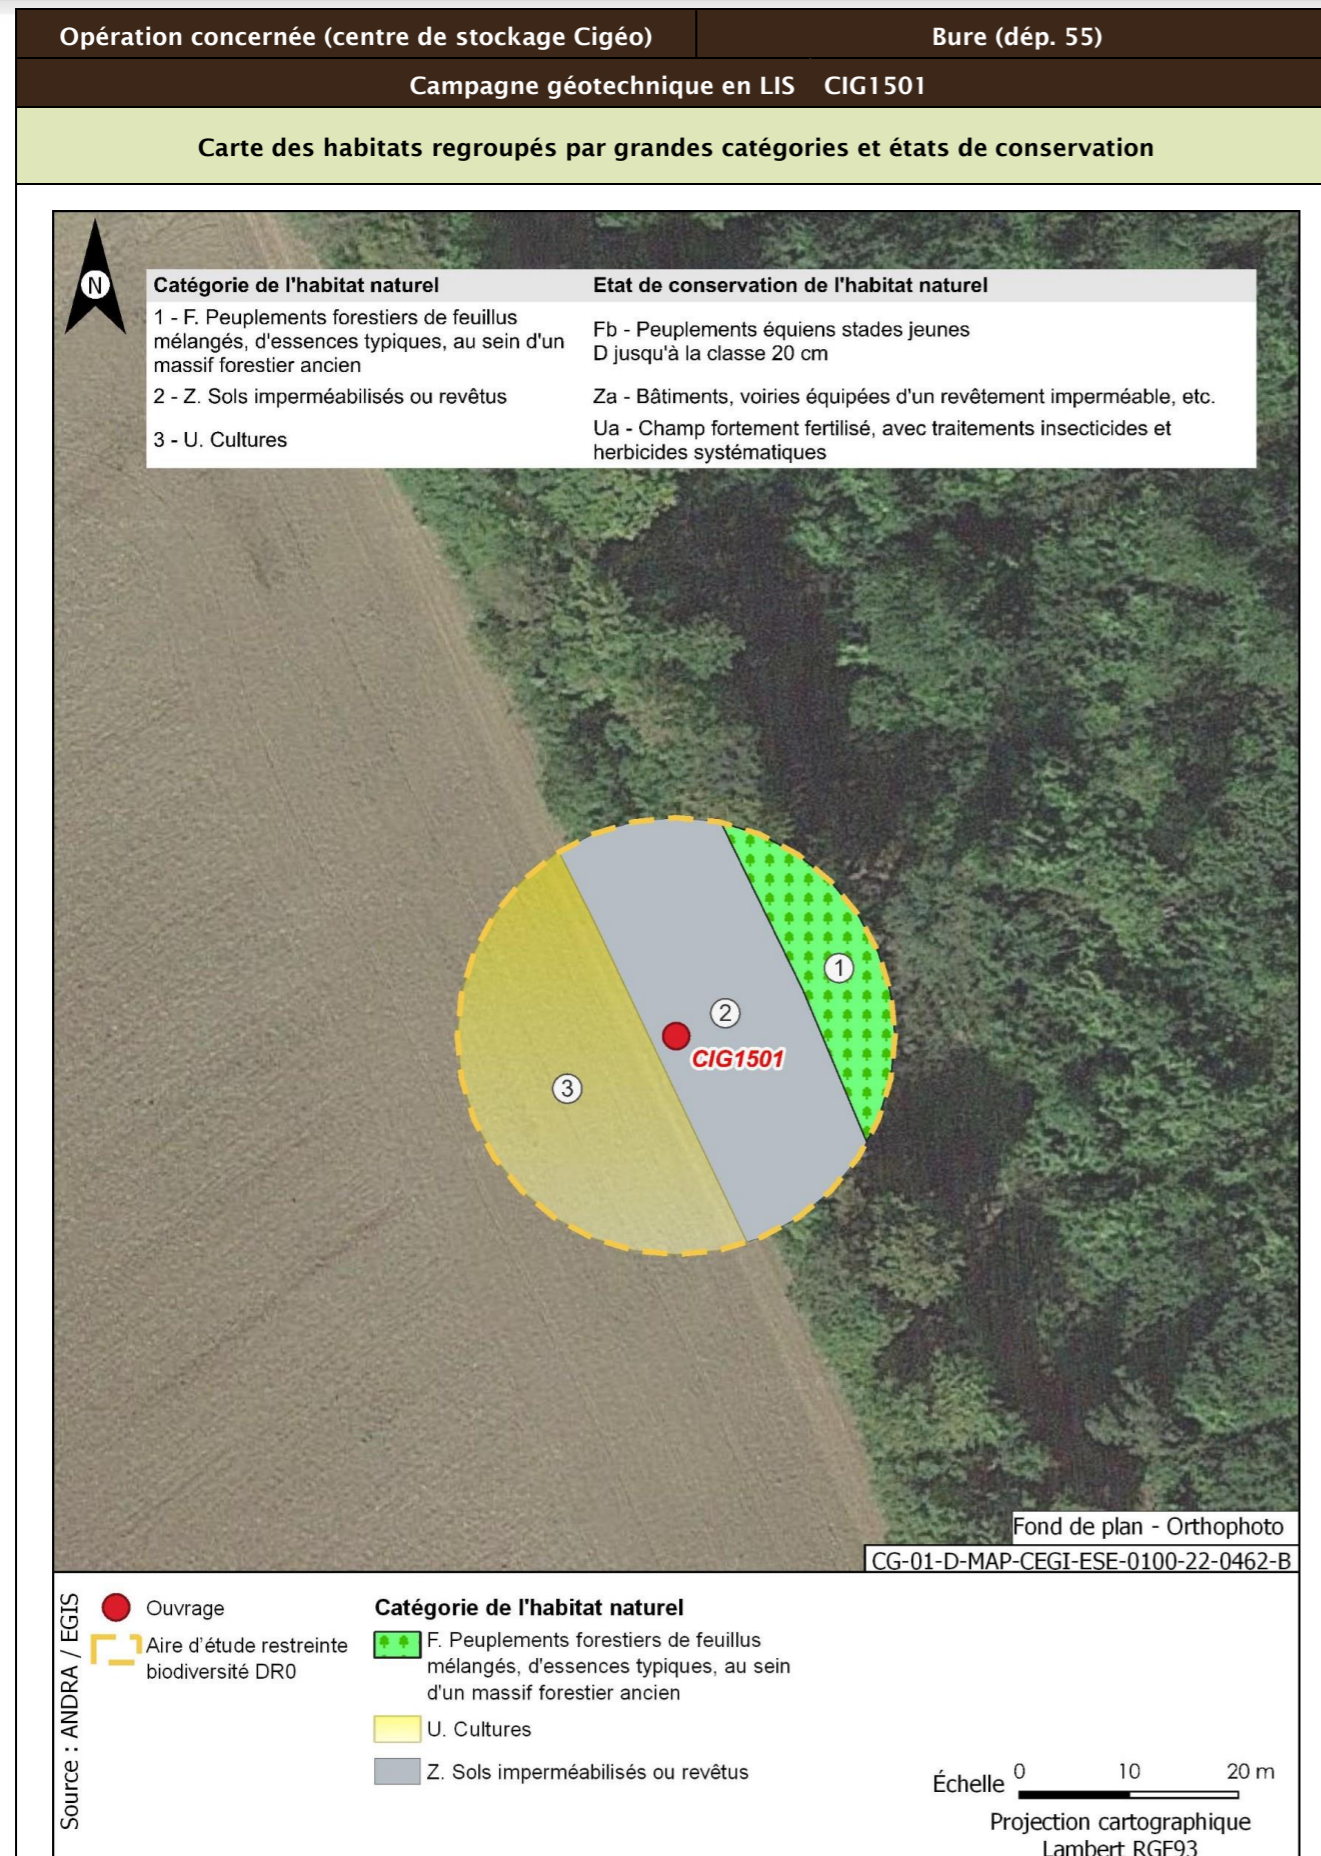 Opération concernée (centre de stockage Cigéo)
Bure (dép. 55)
Campagne géotechnique en LIS CIG1501
Carte des habitats regroupés par grandes catégories et états de conservation
N
Catégorie de l'habitat naturel
Etat de conservation de l'habitat naturel
1 - F. Peuplements forestiers de feuillus
mélangés, d'essences typiques, au sein d'un
massif forestier ancien
Fb - Peuplements équiens stades jeunes
D jusqu'à la classe 20 cm
2 - Z. Sols imperméabilisés ou revêtus
Za - Bâtiments, voiries équipées d'un revêtement imperméable, etc.
3 - U. Cultures
Ua - Champ fortement fertilisé, avec traitements insecticides et
herbicides systématiques
1
2
CIG1501
3
Fond de plan - Orthophoto
CG-01-D-MAP-CEGI-ESE-0100-22-0462-B
Source : ANDRA / EGIS
Ouvrage
Aire d'étude restreinte
biodiversité DR0
Catégorie de l'habitat naturel
F. Peuplements forestiers de feuillus
mélangés, d'essences typiques, au sein
d'un massif forestier ancien
U. Cultures
Z. Sols imperméabilisés ou revêtus
Échelle 0 10 20 m
Projection cartographique
Lambert RGF93